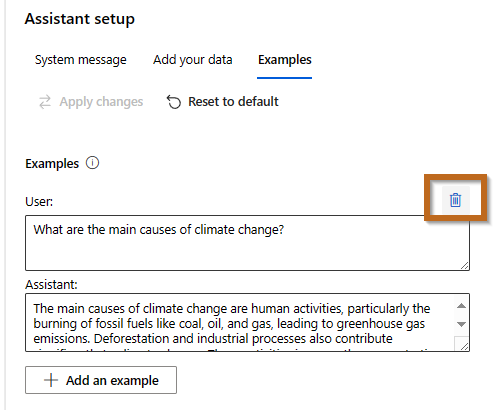 Assistant setup
System message Add your data Examples
Apply changes Reset to default
Examples
User:
What are the main causes of climate change?
Assistant:
The main causes of climate change are human activities, particularly the
burning of fossil fuels like coal, oil, and gas, leading to greenhouse gas
emissions. Deforestation and industrial processes also contribute
Add an example